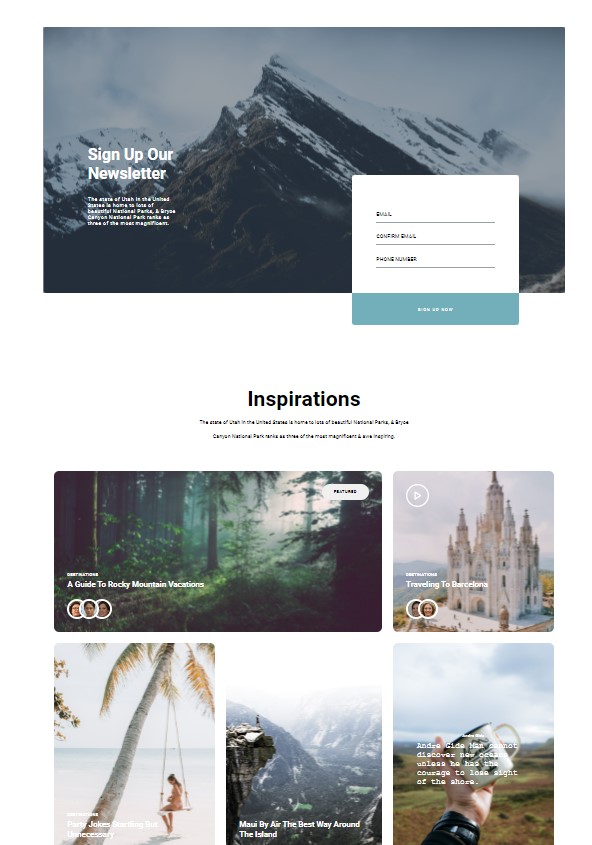 Sign Up Our
Newsletter
The state of Utah in the United
States is home to lots of
beautiful National Parks, & Bryce
Canyon National Park ranks as
three of the most magnificent.
EMAIL
CONFIRM EMAIL
PHONE NUMBER
SIGN UP NOW
Inspirations
The state of Utah in the United States is home to lots of beautiful National Parks, & Bryce
Canyon National Park ranks as three of the most magnificent & awe inspiring.
FEATURED
DESTINATIONS
A Guide To Rocky Mountain Vacations
DESTINATIONS
Traveling To Barcelona
DESTINATIONS
Party Jokes Startling But
Unnecessary
Maui By Air The Best Way Around
The Island
Andre Gide Man cannot
discover new oceans
unless he has the
courage to lose sight
of the shore.